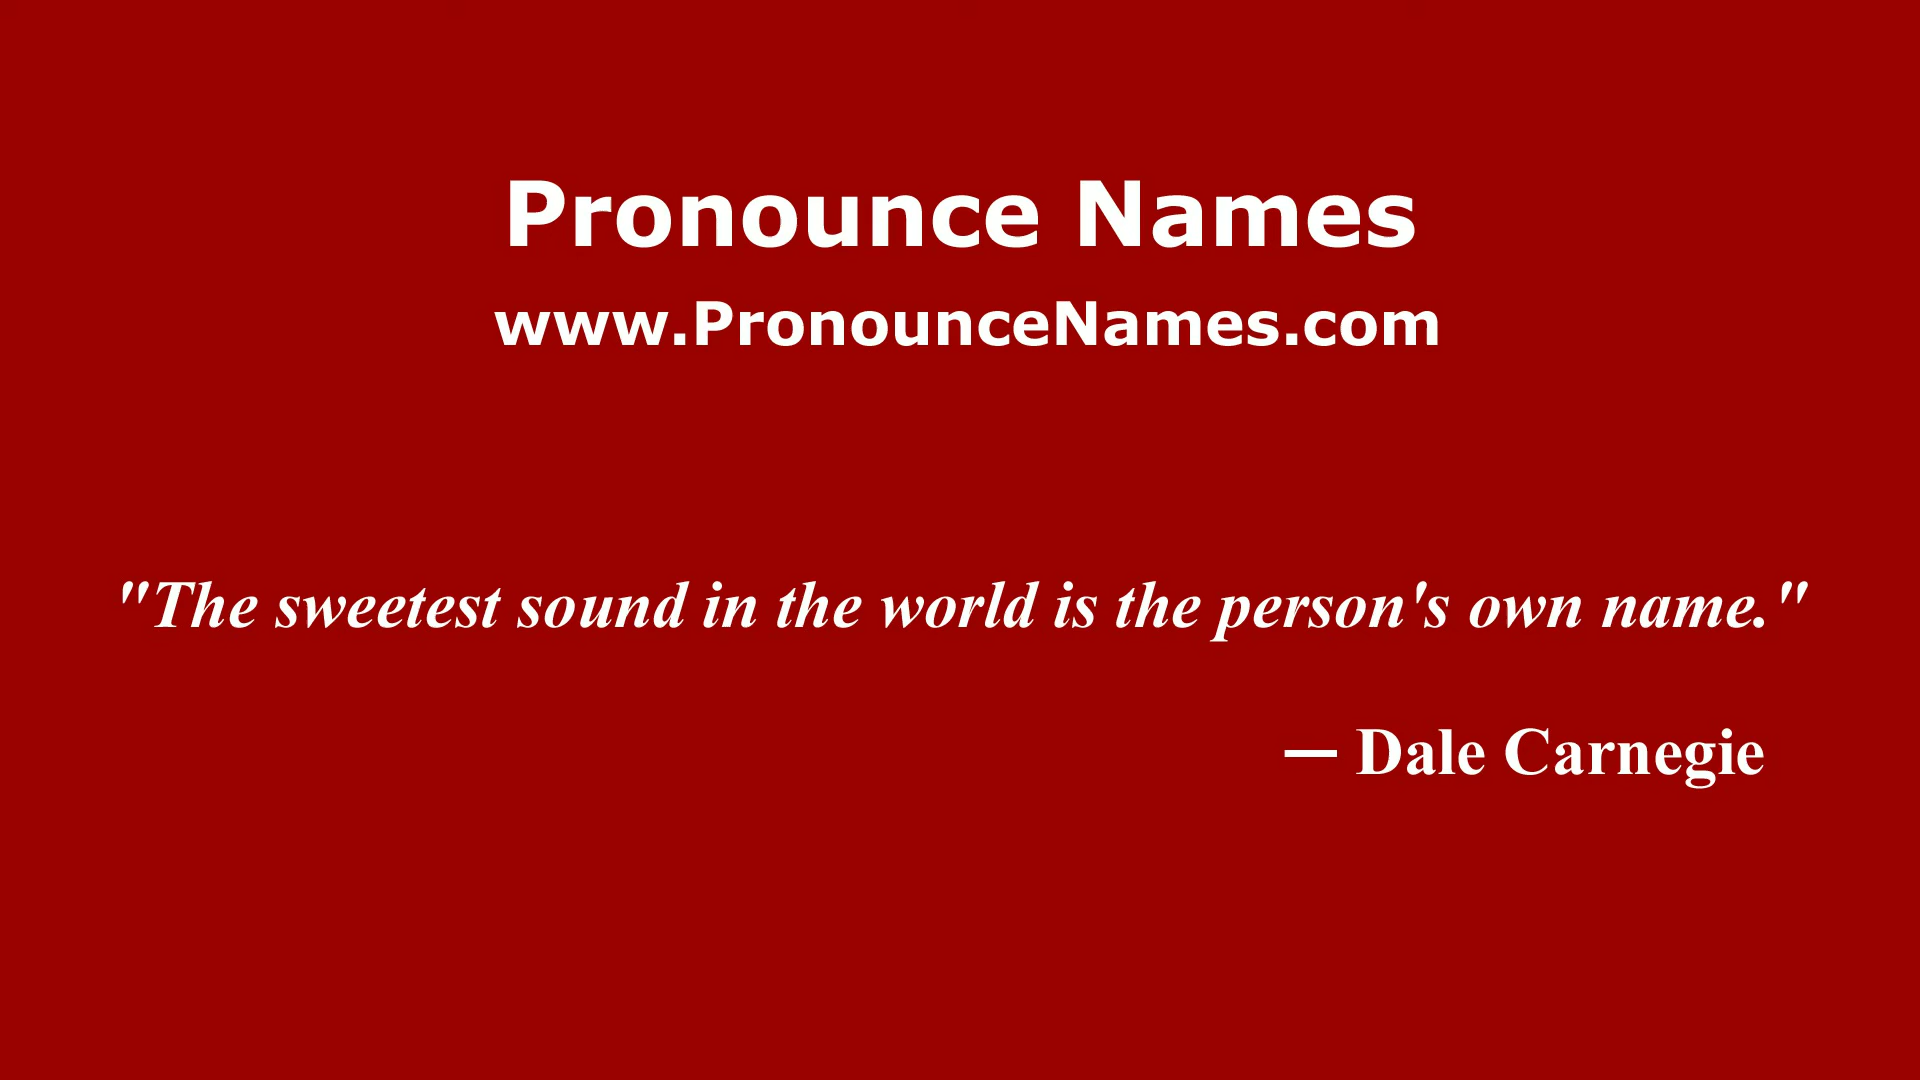 Pronounce Names
www.PronounceNames.com
"The sweetest sound in the world is the person's own name."
— Dale Carnegie